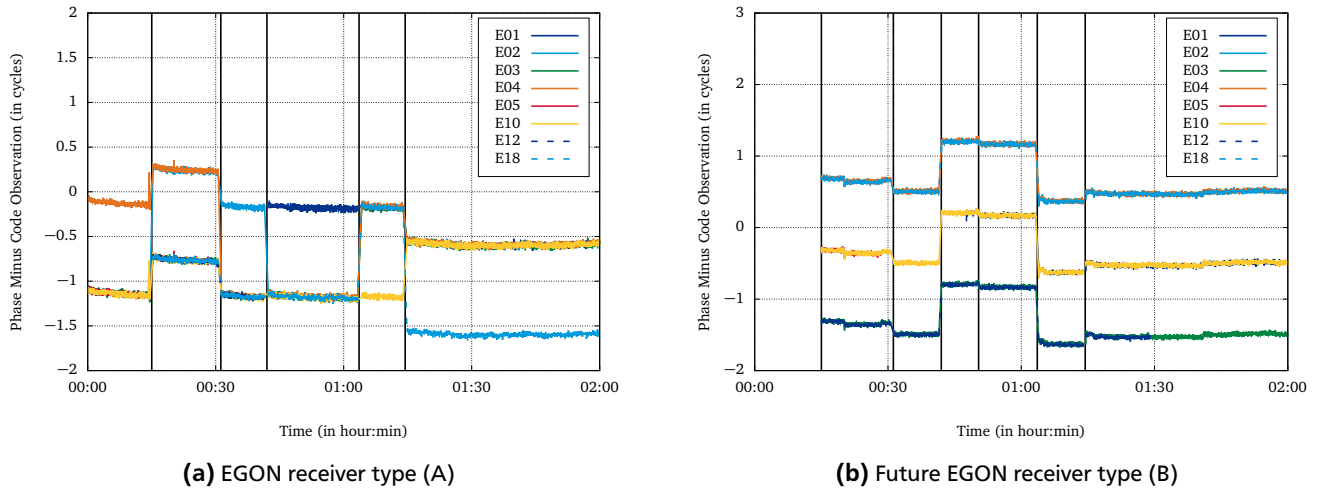 Phase Minus Code Observation (in cycles)
2
1.5
1
0.5
0
−0.5
−1
−1.5
−2
00:00 00:30 01:00 01:30 02:00
Time (in hour:min)
E01
E02
E03
E04
E05
E10
E12
E18
(a) EGON receiver type (A)
Phase Minus Code Observation (in cycles)
3
2
1
0
−1
−2
00:00 00:30 01:00 01:30 02:00
Time (in hour:min)
E01
E02
E03
E04
E05
E10
E12
E18
(b) Future EGON receiver type (B)